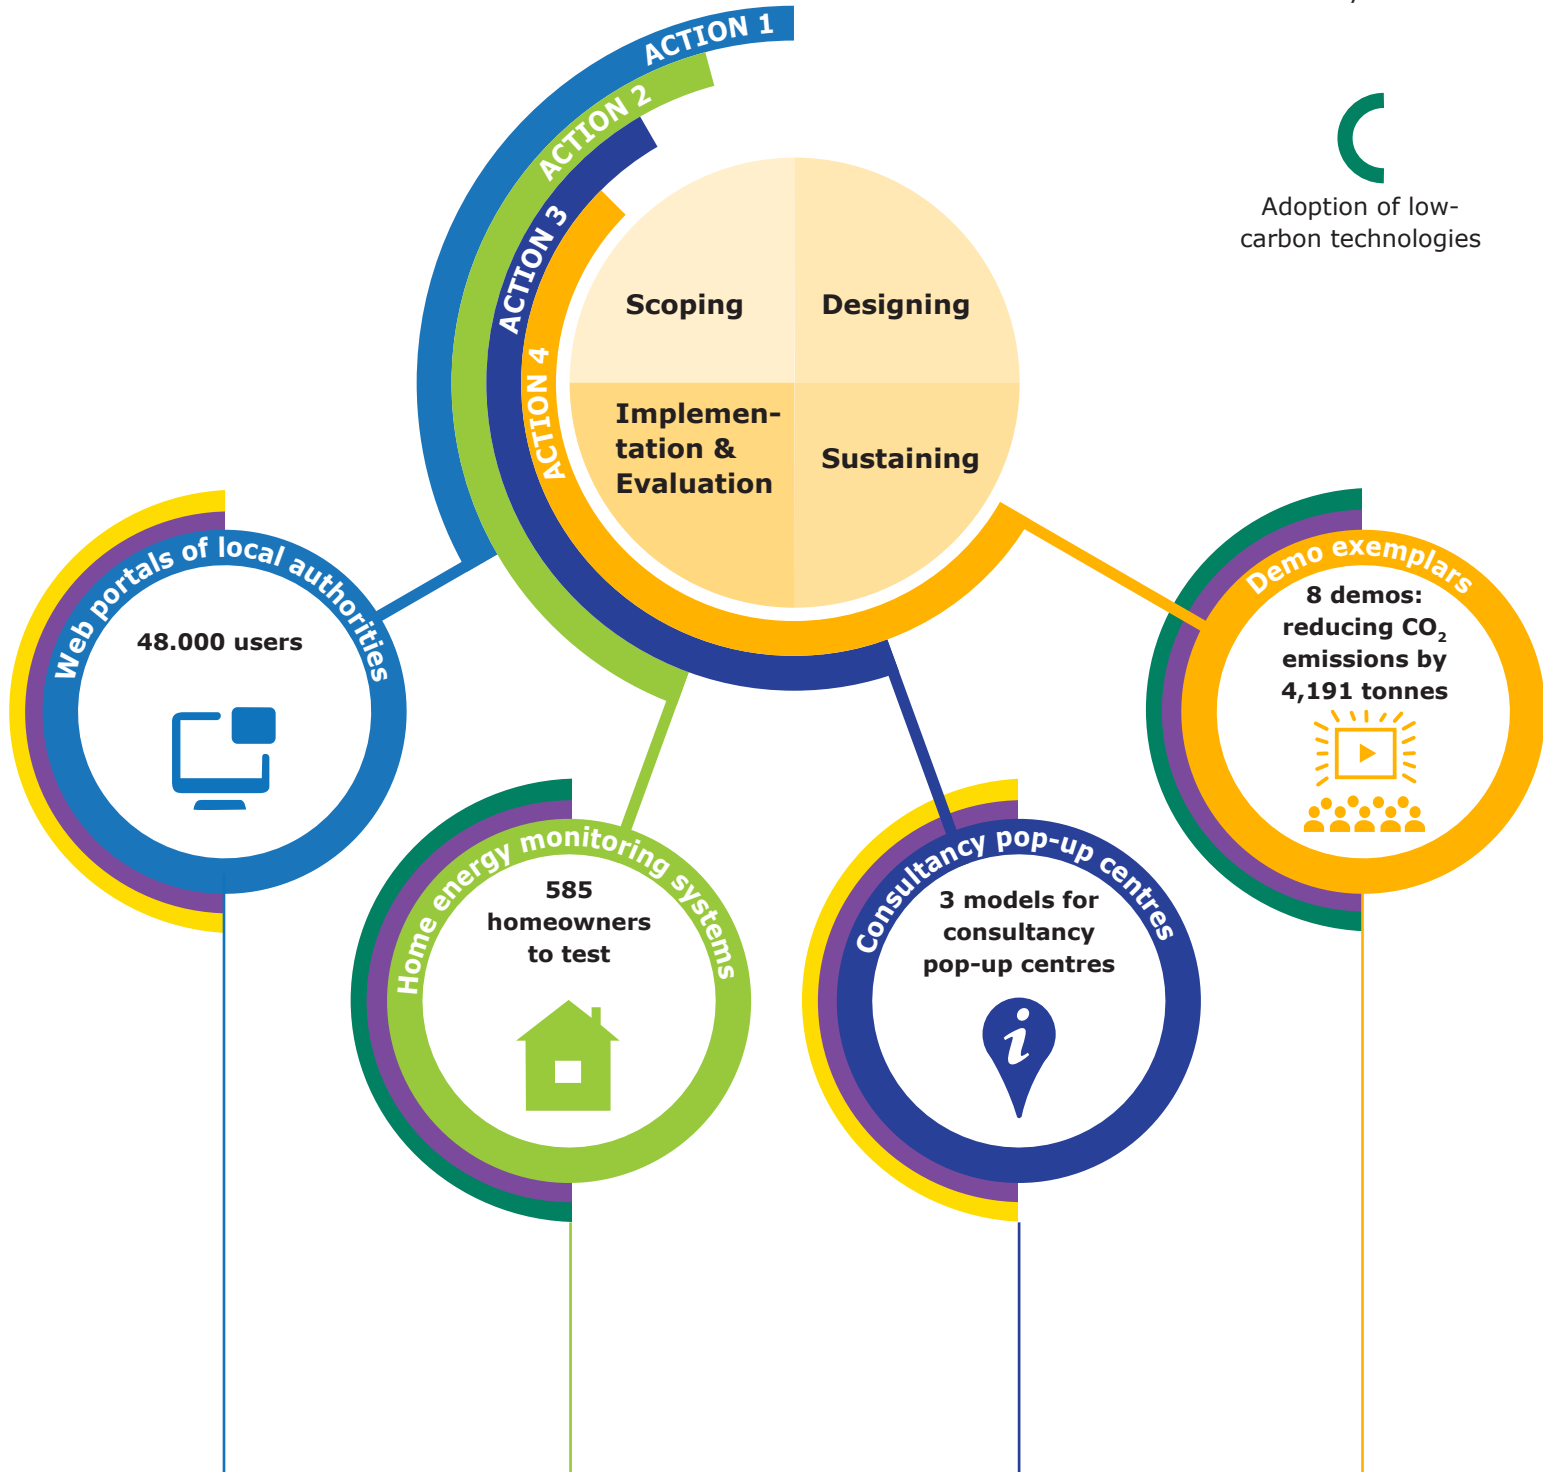 ACTION 1
ACTION 2
ACTION 3
ACTION 4
Adoption of low-
carbon technologies
Scoping
Designing
Implemen-
tation &
Evaluation
Sustaining
Web portals of local authorities
48.000 users
Home energy monitoring systems
585
homeowners
to test
Consultancy pop-up centres
3 models for
consultancy
pop-up centres
Demo exemplars
8 demos:
reducing CO₂
emissions by
4,191 tonnes